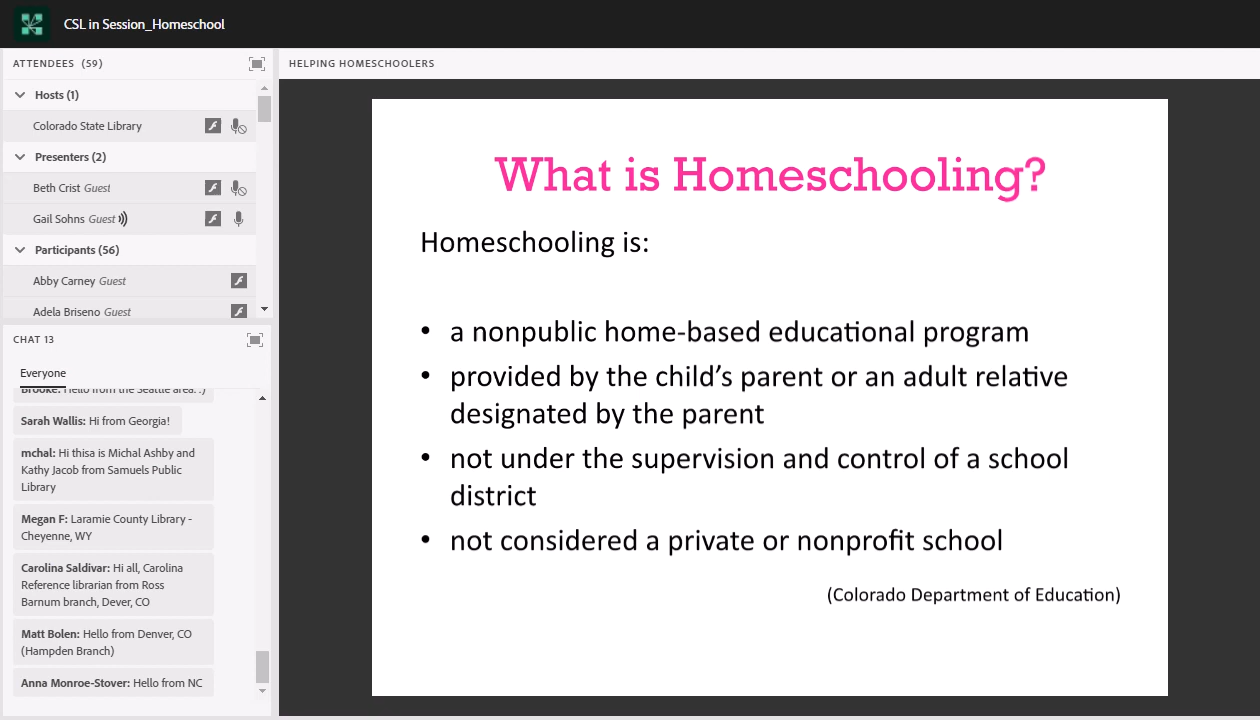 CSL in Session_Homeschool
ATTENDEES (59)
Hosts (1)
Colorado State Library
Presenters (2)
Beth Crist Guest
Gail Sohns Guest
Participants (56)
Abby Carney Guest
Adela Briseno Guest
CHAT 13
Everyone
Brooke: Hello from the Seattle area. :)
Sarah Wallis: Hi from Georgia!
mchal: Hi thisa is Michal Ashby and
Kathy Jacob from Samuels Public
Library
Megan F: Laramie County Library -
Cheyenne, WY
Carolina Saldivar: Hi all, Carolina
Reference librarian from Ross
Barnum branch, Dever, CO
Matt Bolen: Hello from Denver, CO
(Hampden Branch)
Anna Monroe-Stover: Hello from NC
HELPING HOMESCHOOLERS
What is Homeschooling?
Homeschooling is:
• a nonpublic home-based educational program
• provided by the child's parent or an adult relative
designated by the parent
• not under the supervision and control of a school
district
• not considered a private or nonprofit school
(Colorado Department of Education)